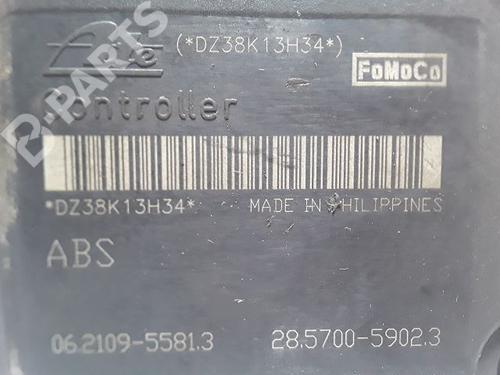 Ate
(*DZ38K13H34*)
FoMoCo
Controller
B-PARTS
*DZ38K13H34*
MADE IN PHILIPPINES
ABS
06.2109-5581.3
28.5700-5902.3